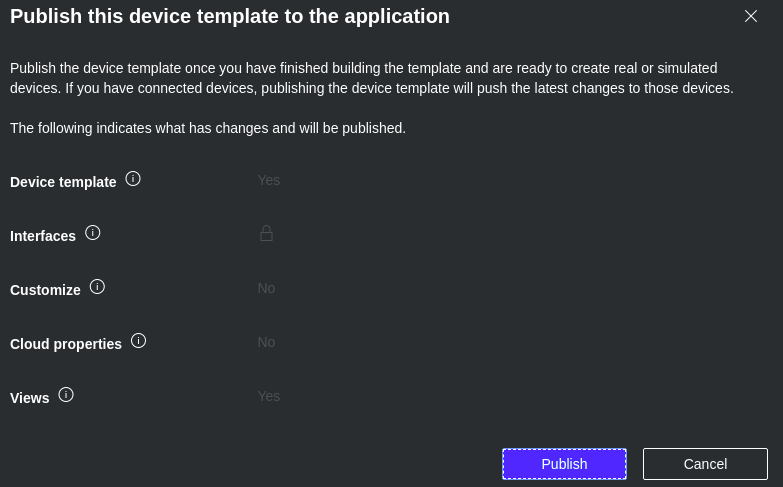 Publish this device template to the application
Publish the device template once you have finished building the template and are ready to create real or simulated
devices. If you have connected devices, publishing the device template will push the latest changes to those devices.
The following indicates what has changes and will be published.
Device template Yes
Interfaces
Customize No
Cloud properties No
Views Yes
Publish Cancel